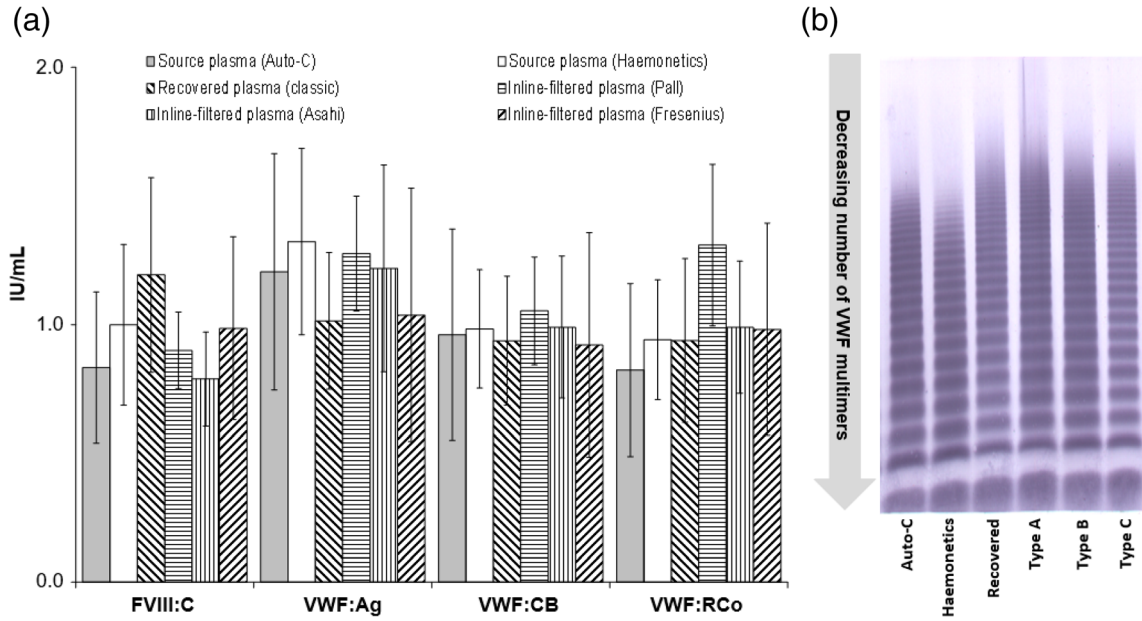 (a)
2.0
1.0
0.0
IU/mL
Source plasma (Auto-C)
Source plasma (Haemonetics)
Recovered plasma (classic)
Inline-filtered plasma (Pall)
Inline-filtered plasma (Asahi)
Inline-filtered plasma (Fresenius)
FVIII:C
VWF:Ag
VWF:CB
VWF:RCo
(b)
Decreasing number of VWF multimers
Auto-C
Haemonetics
Recovered
Type A
Type B
Type C